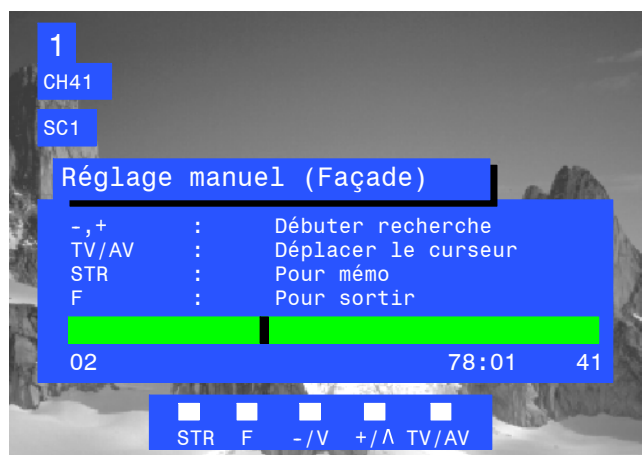 1
CH41
SC1
Réglage manuel (Façade)
-,+ : Débuter recherche
TV/AV : Déplacer le curseur
STR : Pour mémo
F : Pour sortir
02 78:01 41
STR F -/V +/Λ TV/AV